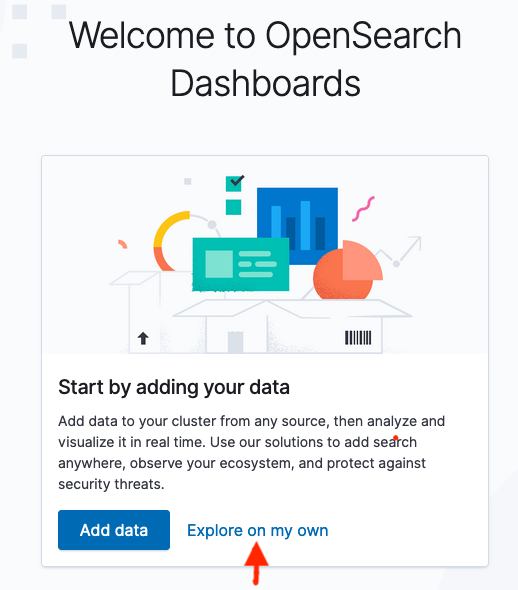 Welcome to OpenSearch
Dashboards
Start by adding your data
Add data to your cluster from any source, then analyze and
visualize it in real time. Use our solutions to add search
anywhere, observe your ecosystem, and protect against
security threats.
Add data Explore on my own